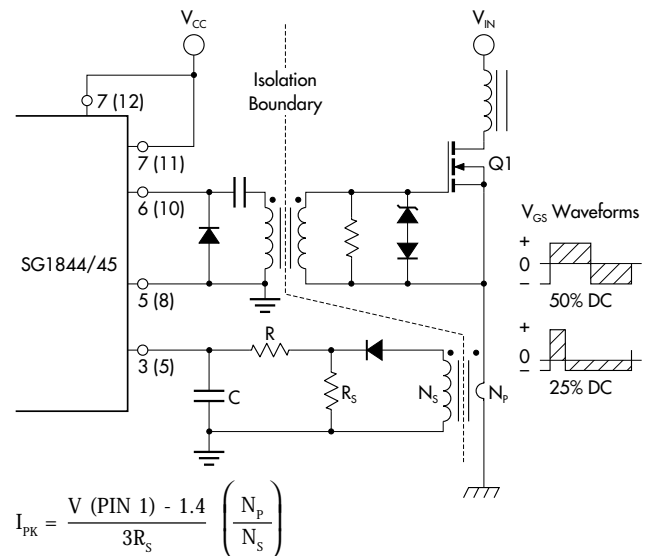 V_CC
V_IN
Isolation
Boundary
7 (12)
7 (11)
Q1
6 (10)
V_GS Waveforms
+
0
–
50% DC
SG1844/45
5 (8)
3 (5)
R
C
R_S
N_S
N_P
+
0
–
25% DC
I_PK = V (PIN 1) - 1.4 / 3R_S (N_P / N_S)